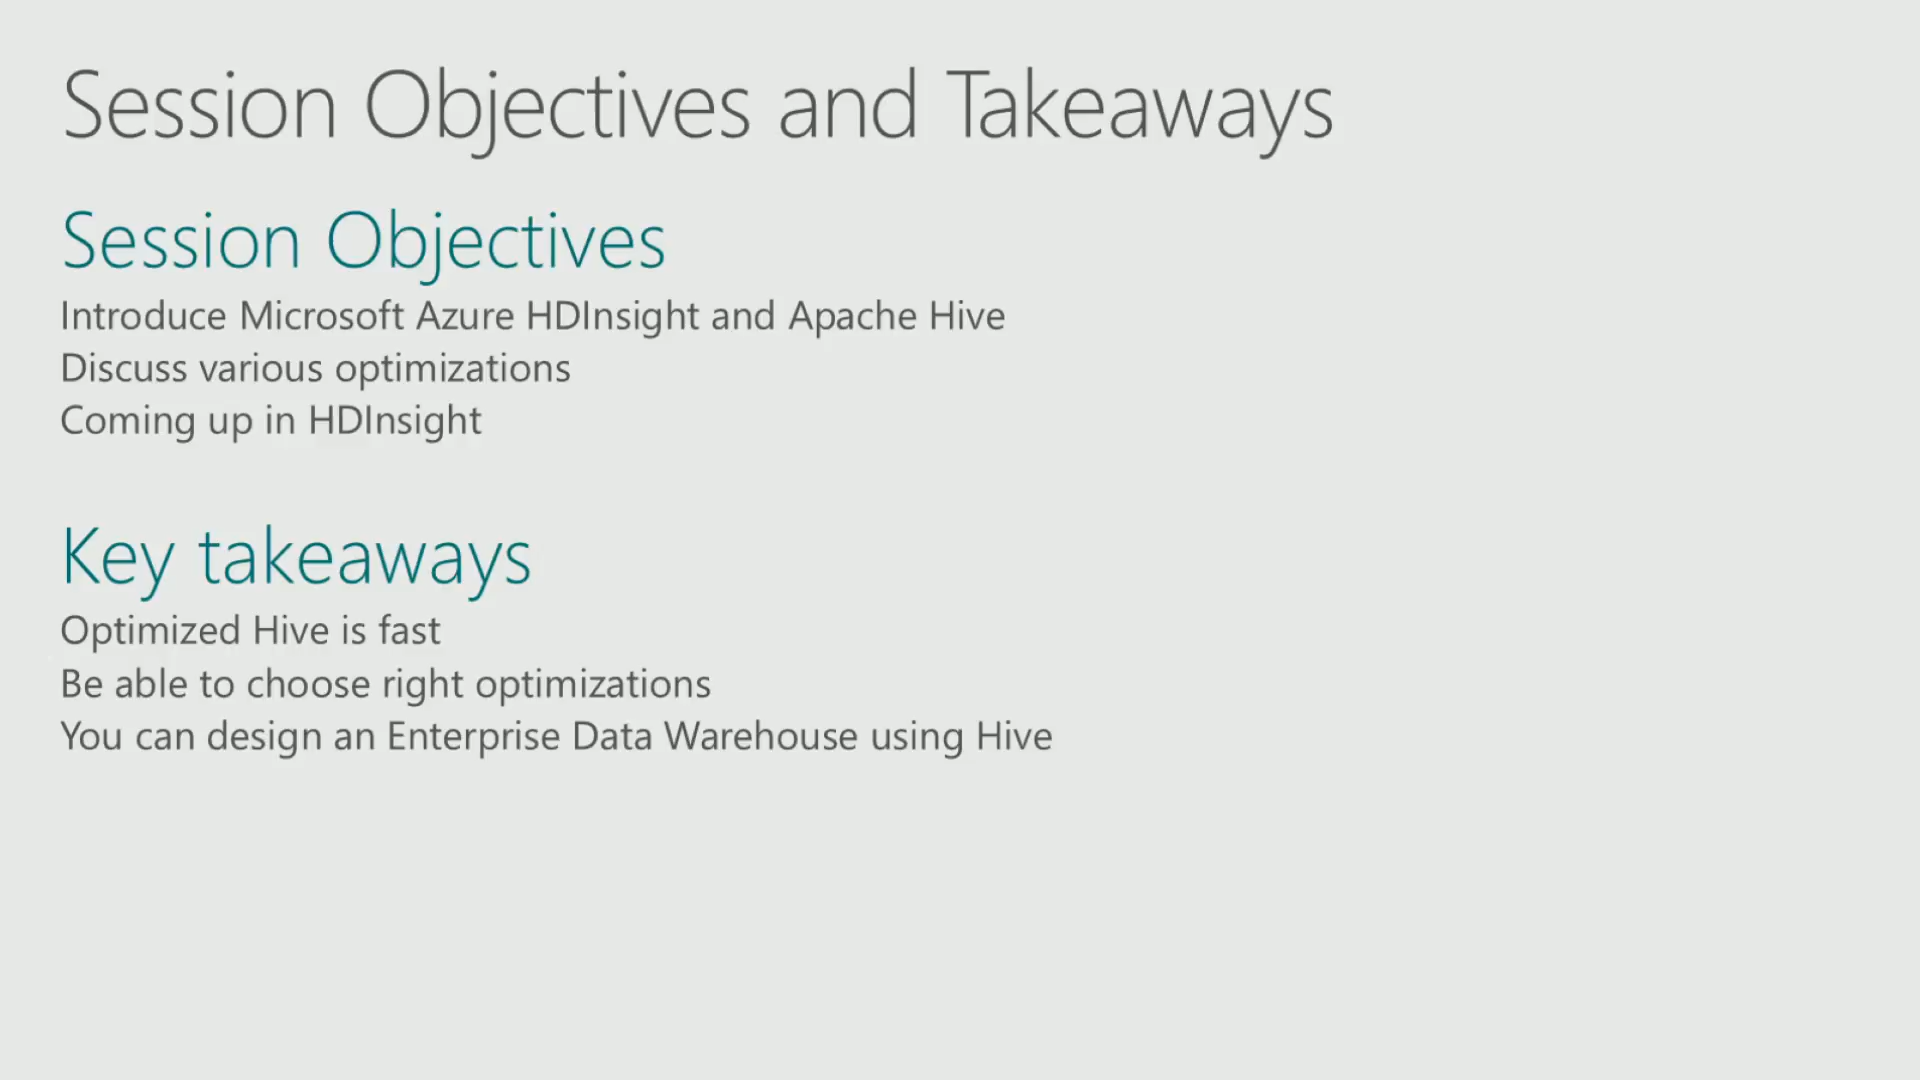 Session Objectives and Takeaways
Session Objectives
Introduce Microsoft Azure HDInsight and Apache Hive
Discuss various optimizations
Coming up in HDInsight
Key takeaways
Optimized Hive is fast
Be able to choose right optimizations
You can design an Enterprise Data Warehouse using Hive